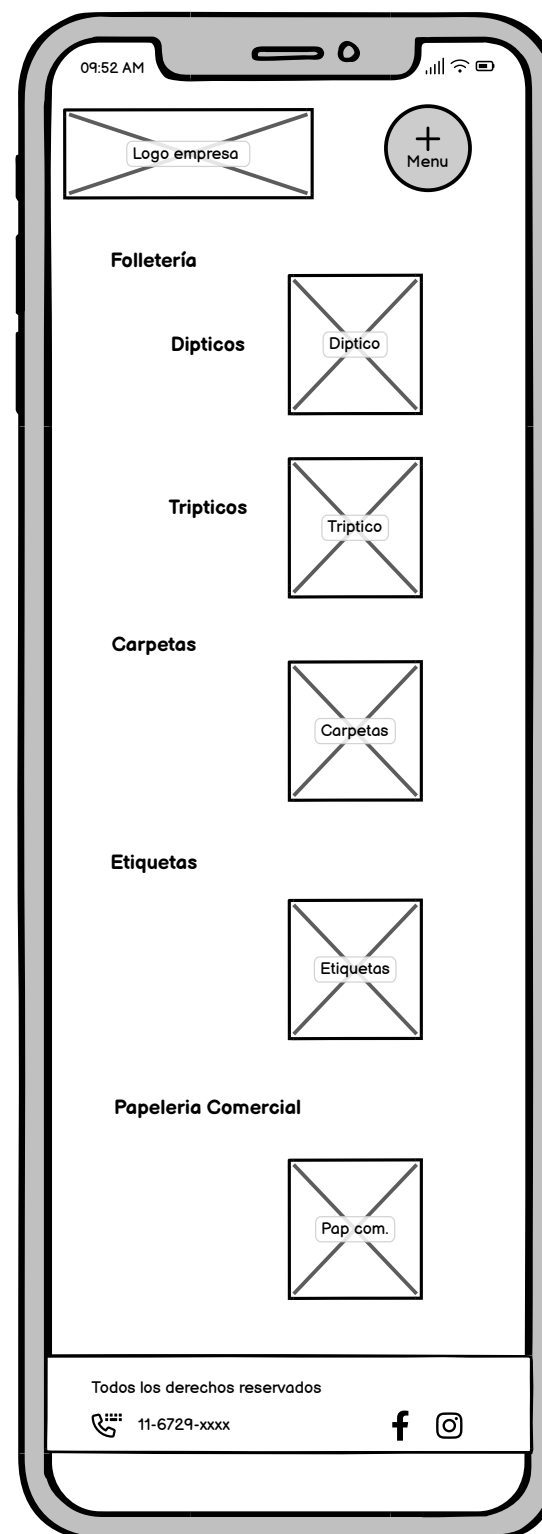 09:52 AM
Logo empresa
Menu
Folletería
Dipticos
Diptico
Tripticos
Triptico
Carpetas
Carpetas
Etiquetas
Etiquetas
Papeleria Comercial
Pap com.
Todos los derechos reservados
11-6729-xxxx